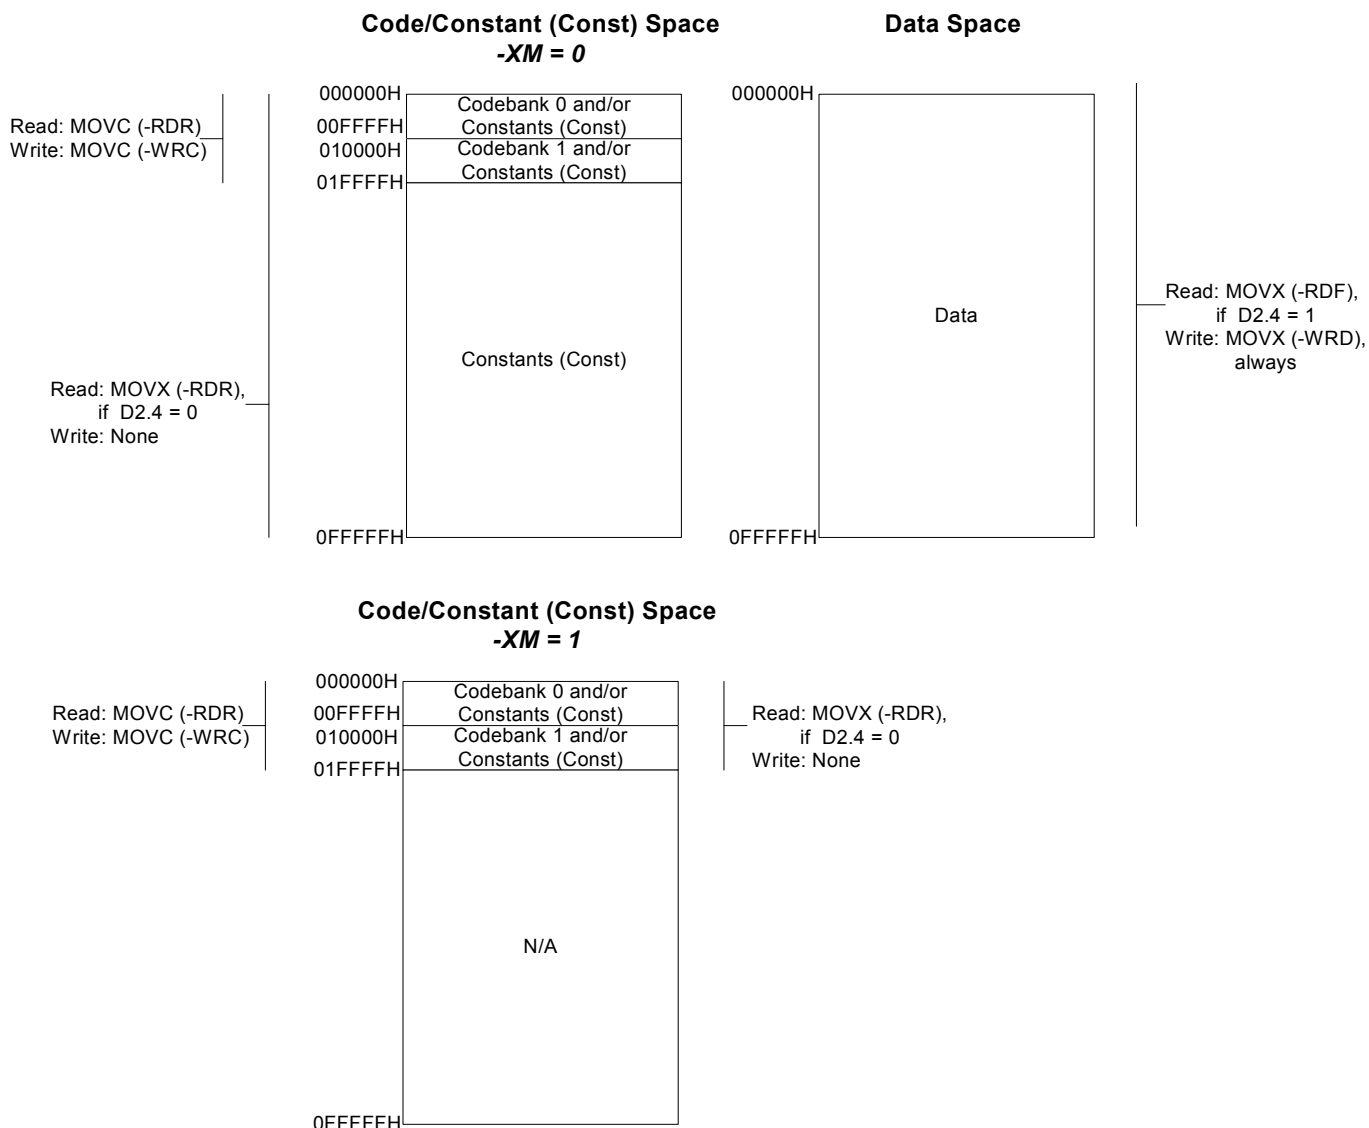 Code/Constant (Const) Space
-XM = 0
Data Space
Read: MOVC (-RDR)
Write: MOVC (-WRC)
000000H
00FFFFH
010000H
01FFFFH
Codebank 0 and/or
Constants (Const)
Codebank 1 and/or
Constants (Const)
Constants (Const)
Read: MOVX (-RDR),
if D2.4 = 0
Write: None
0FFFFFH
000000H
Data
0FFFFFH
Read: MOVX (-RDF),
if D2.4 = 1
Write: MOVX (-WRD),
always
Code/Constant (Const) Space
-XM = 1
Read: MOVC (-RDR)
Write: MOVC (-WRC)
000000H
00FFFFH
010000H
01FFFFH
Codebank 0 and/or
Constants (Const)
Codebank 1 and/or
Constants (Const)
Read: MOVX (-RDR),
if D2.4 = 0
Write: None
N/A
0FFFFFH